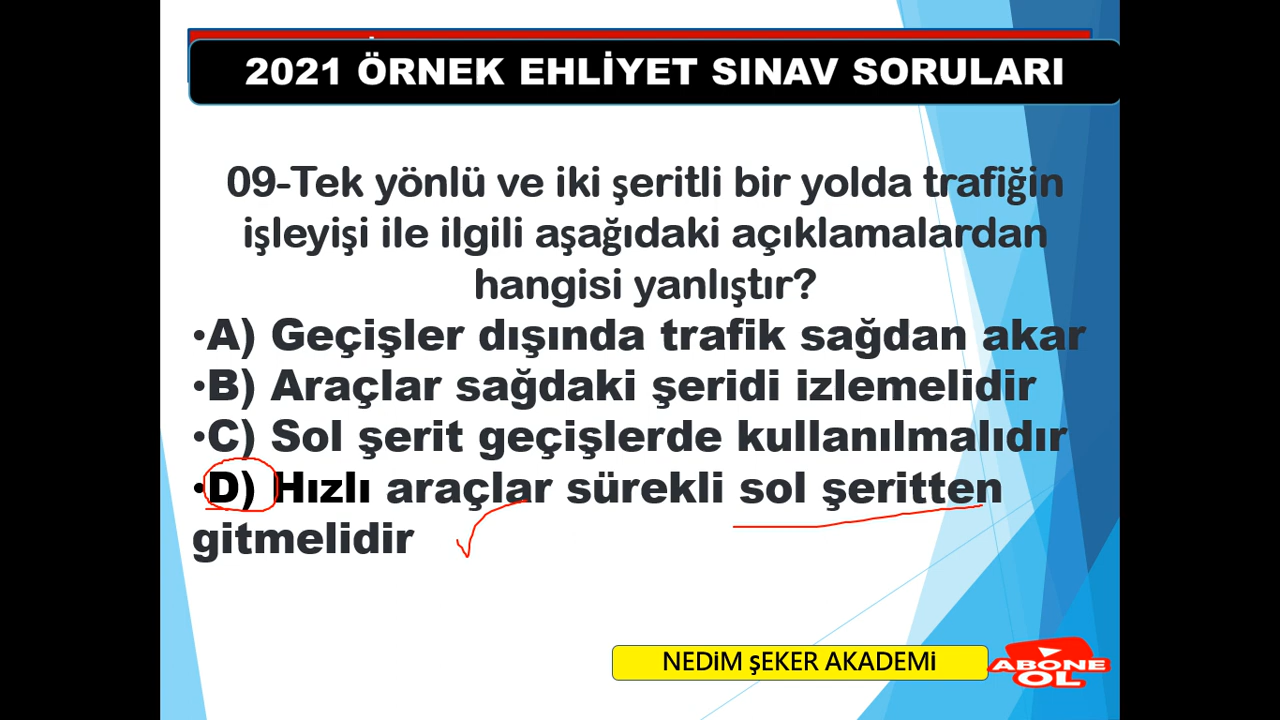 2021 ÖRNEK EHLİYET SINAV SORULARI
09-Tek yönlü ve iki şeritli bir yolda trafiğin
işleyişi ile ilgili aşağıdaki açıklamalardan
hangisi yanlıştır?
•A) Geçişler dışında trafik sağdan akar
•B) Araçlar sağdaki şeridi izlemelidir
•C) Sol şerit geçişlerde kullanılmalıdır
•D) Hızlı araçlar sürekli sol şeritten
gitmelidir
NEDİM ŞEKER AKADEMİ
ABONE
OL